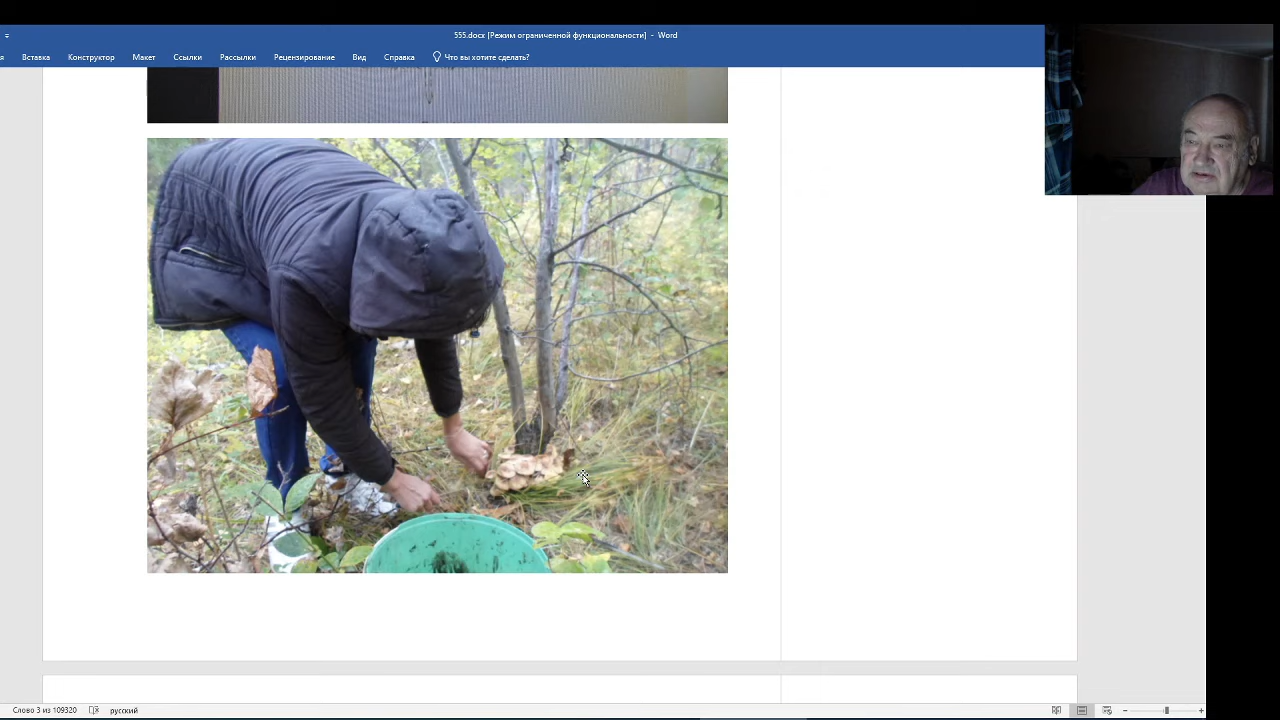 555.docx [Режим ограниченной функциональности] - Word
я Вставка Конструктор Макет Ссылки Рассылки Рецензирование Вид Справка Что вы хотите сделать?
Слово 3 из 109320 русский